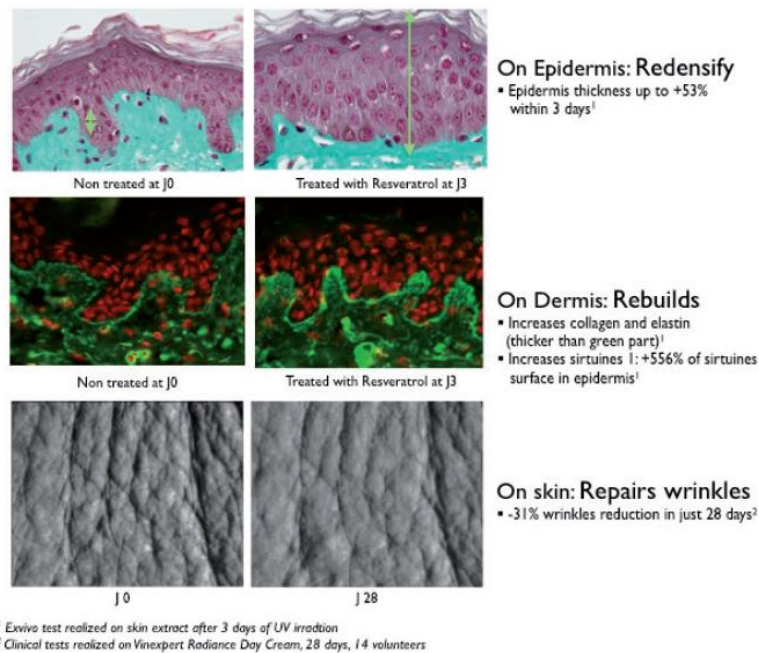 On Epidermis: Redensify
▪ Epidermis thickness up to +53%
within 3 days¹
Non treated at J0
Treated with Resveratrol at J3
On Dermis: Rebuilds
▪ Increases collagen and elastin
(thicker than green part)¹
▪ Increases sirtuines 1: +556% of sirtuines
surface in epidermis¹
Non treated at J0
Treated with Resveratrol at J3
On skin: Repairs wrinkles
▪ -31% wrinkles reduction in just 28 days²
J 0
J 28
¹ Exvivo test realized on skin extract after 3 days of UV irradtion
² Clinical tests realized on Vinexpert Radiance Day Cream, 28 days, 14 volunteers